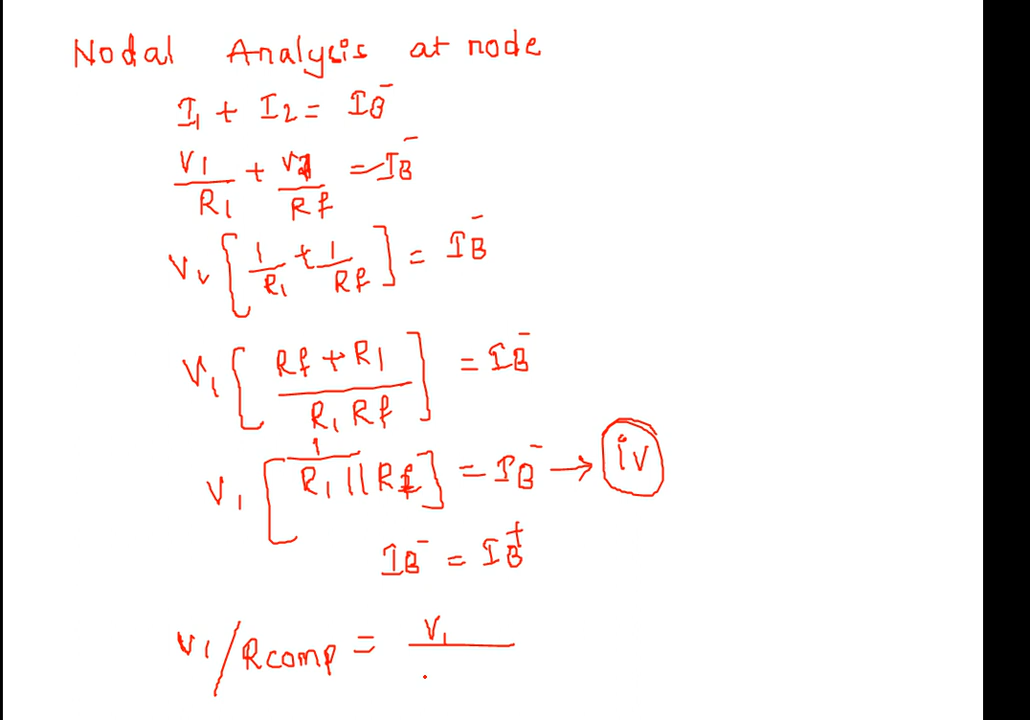 Nodal Analysis at node
I1 + I2 = IB-
V1/R1 + V1/Rf = IB-
V1 [1/R1 + 1/Rf] = IB-
V1 [Rf + R1 / R1 Rf] = IB-
V1 [1 / R1 || Rf] = IB- → iv
IB- = IB+
V1/Rcomp = V1/